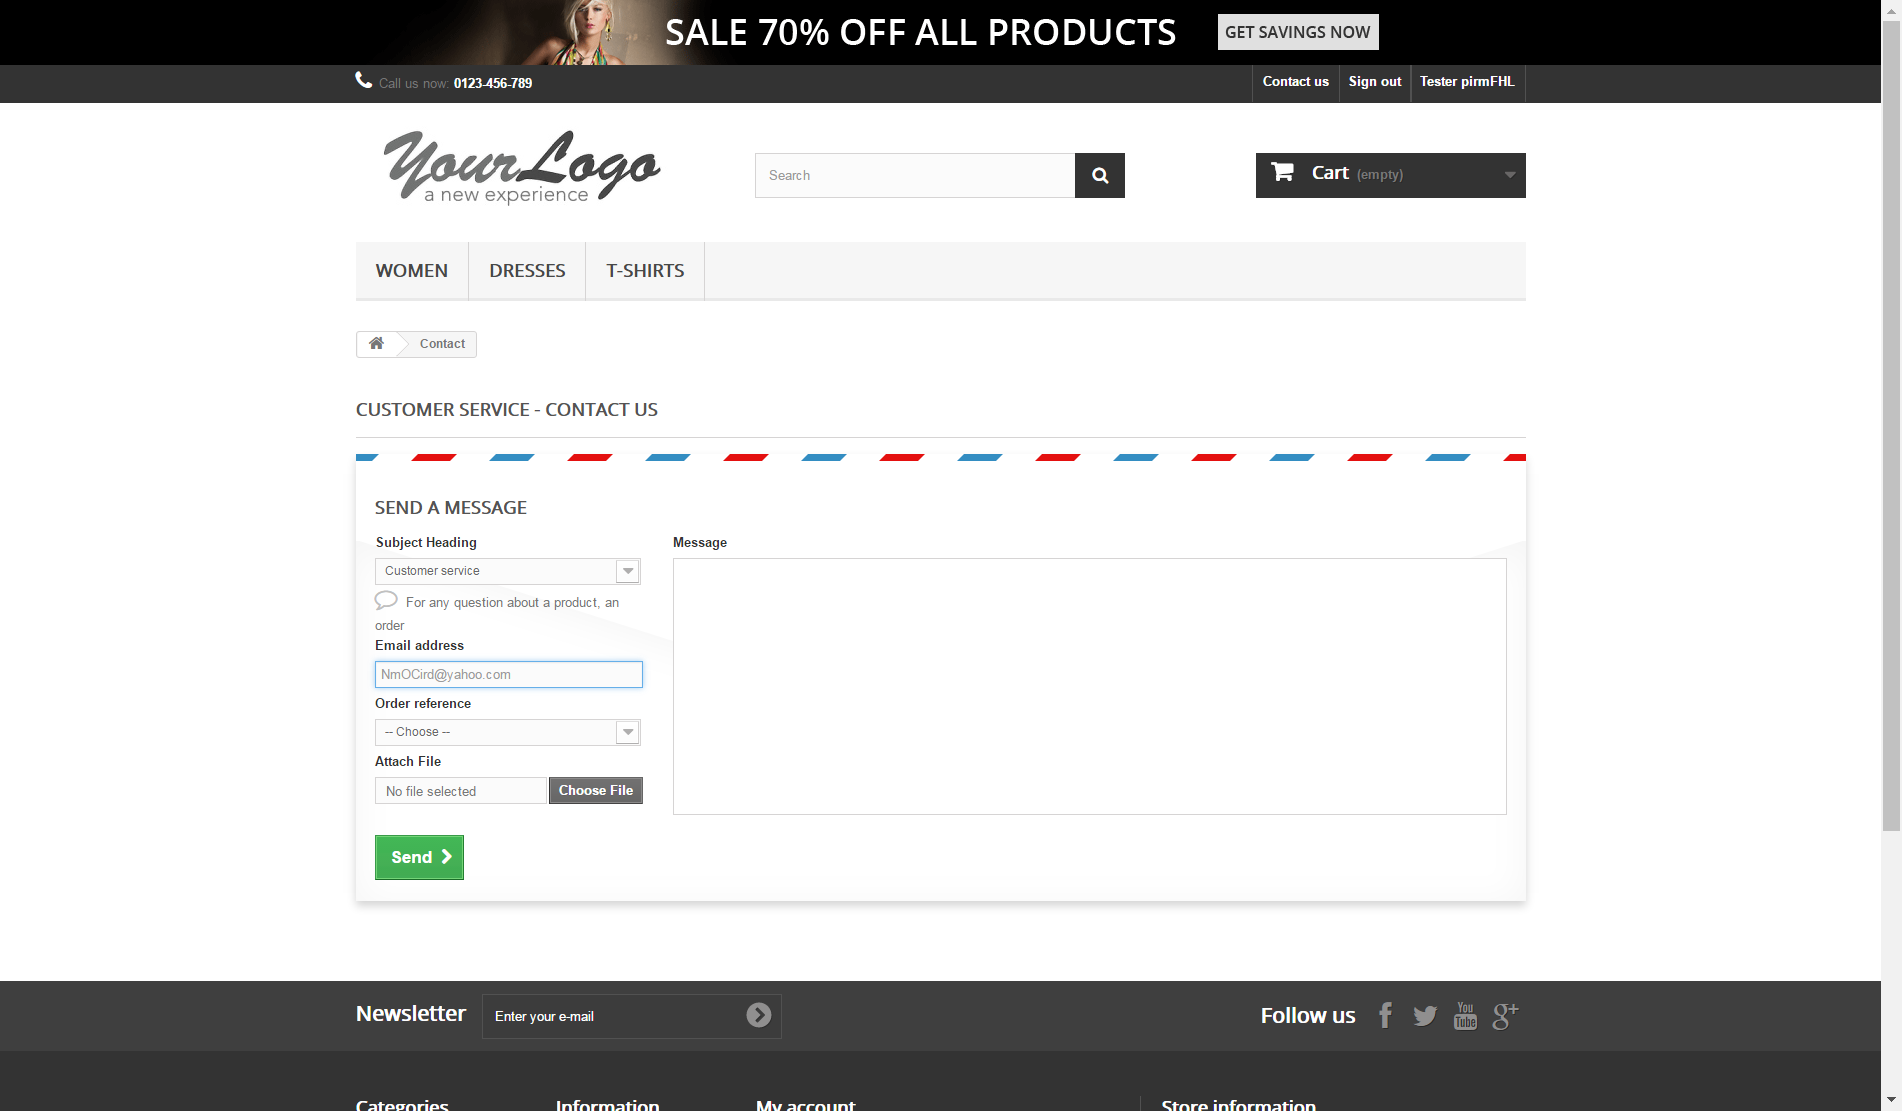 SALE 70% OFF ALL PRODUCTS GET SAVINGS NOW
Call us now: 0123-456-789
Contact us Sign out Tester pirmFHL
YourLogo
a new experience
Search
Cart (empty)
WOMEN DRESSES T-SHIRTS
Contact
CUSTOMER SERVICE - CONTACT US
SEND A MESSAGE
Subject Heading
Customer service
For any question about a product, an
order
Email address
NmOCird@yahoo.com
Order reference
-- Choose --
Attach File
No file selected Choose File
Message
Send
Newsletter Enter your e-mail
Follow us
You
Tube
g+
Categories Information My account Store information